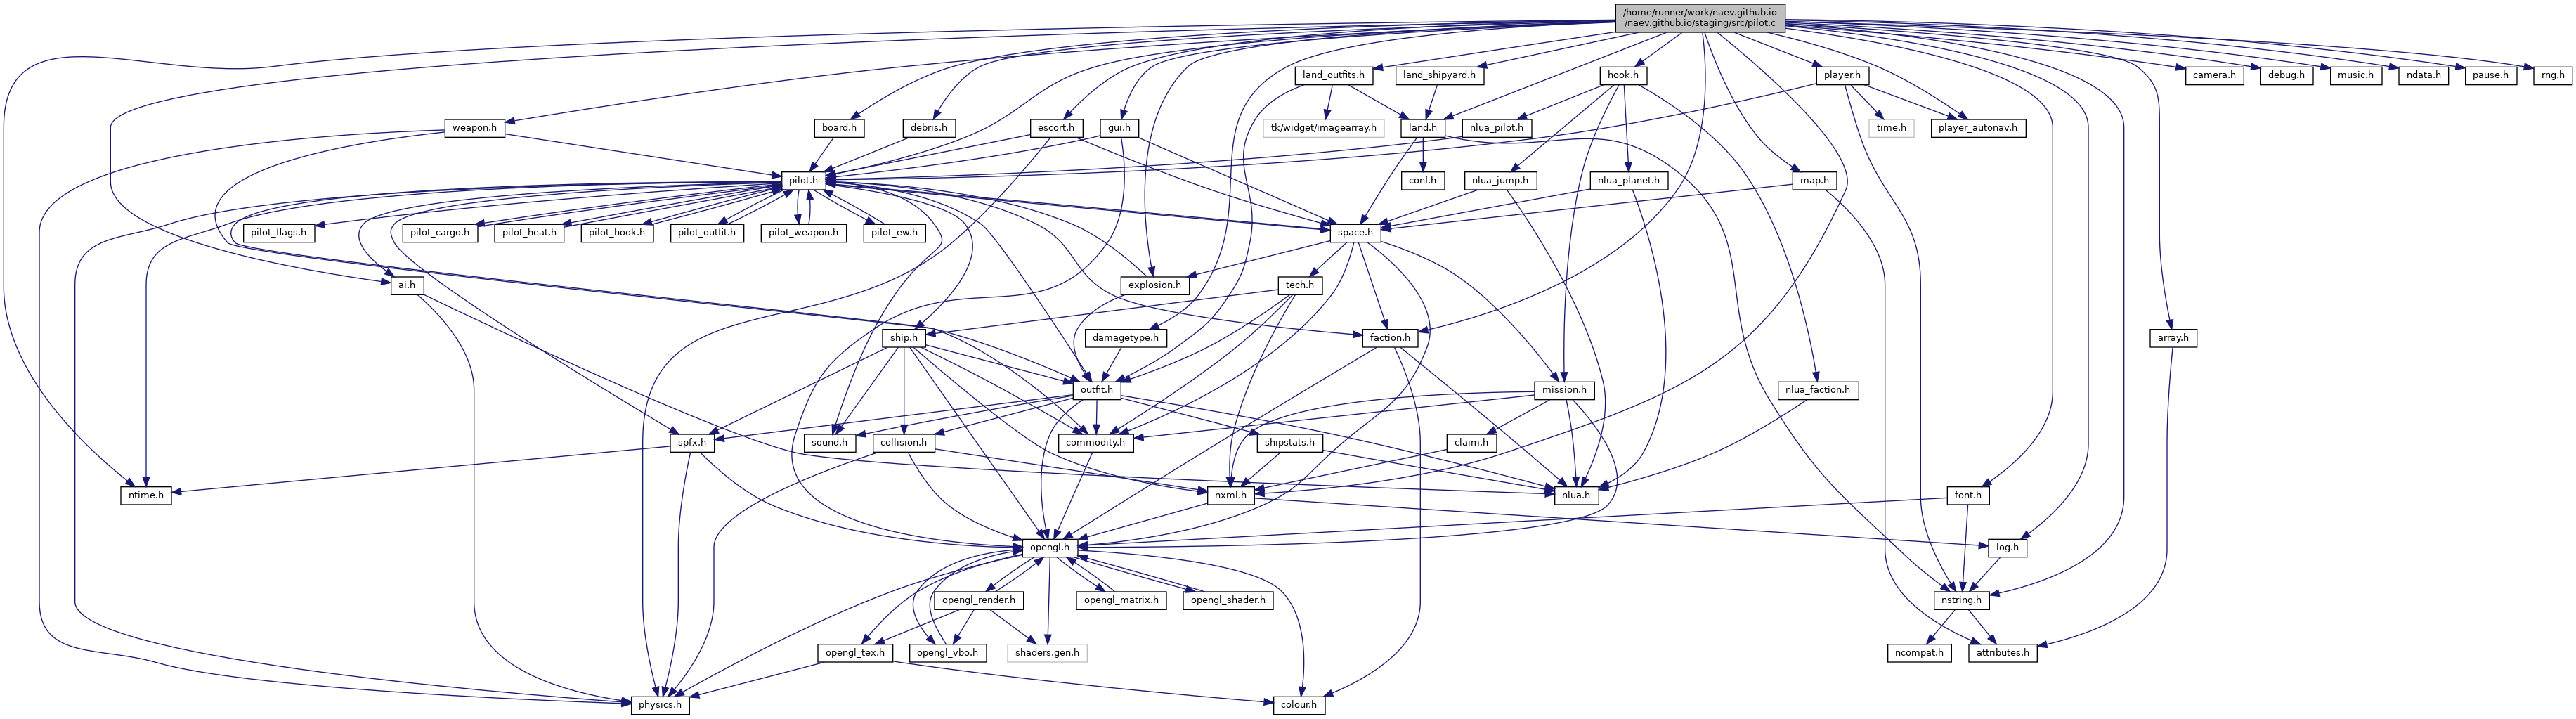 /home/runner/work/naev.github.io
/naev.github.io/staging/src/pilot.c
land_outfits.h
land_shipyard.h
hook.h
player.h
camera.h
debug.h
music.h
ndata.h
pause.h
rng.h
weapon.h
board.h
debris.h
escort.h
gui.h
tk/widget/imagearray.h
land.h
nlua_pilot.h
time.h
player_autonav.h
pilot.h
conf.h
nlua_jump.h
nlua_planet.h
map.h
pilot_flags.h
pilot_cargo.h
pilot_heat.h
pilot_hook.h
pilot_outfit.h
pilot_weapon.h
pilot_ew.h
space.h
ai.h
explosion.h
tech.h
ship.h
damagetype.h
faction.h
array.h
outfit.h
mission.h
nlua_faction.h
spfx.h
sound.h
collision.h
commodity.h
shipstats.h
claim.h
ntime.h
nxml.h
nlua.h
font.h
opengl.h
log.h
opengl_render.h
opengl_matrix.h
opengl_shader.h
nstring.h
opengl_tex.h
opengl_vbo.h
shaders.gen.h
ncompat.h
attributes.h
physics.h
colour.h